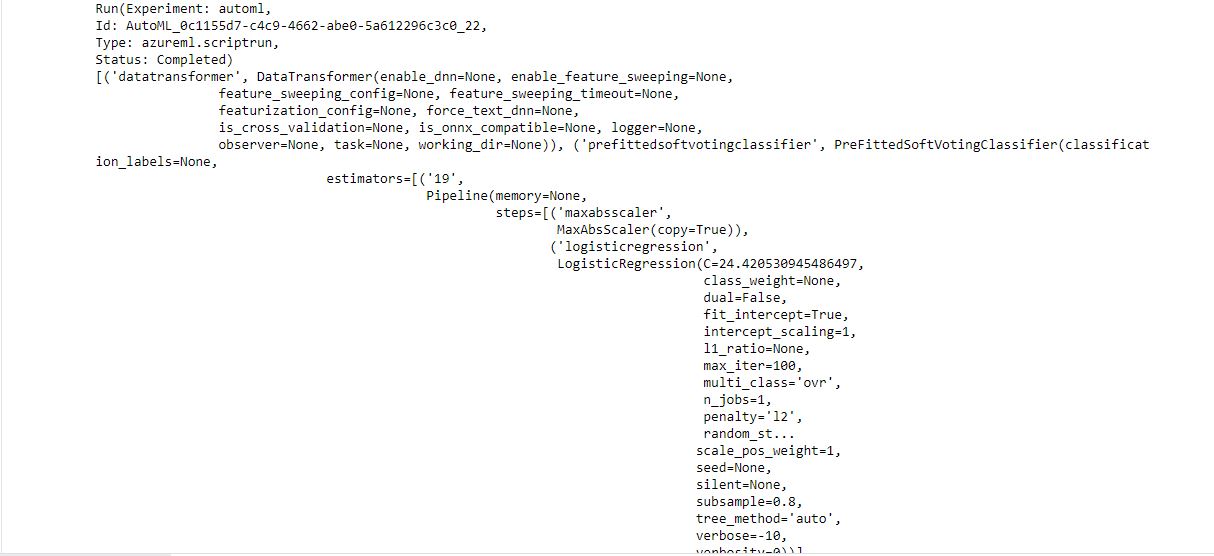 Run(Experiment: automl,
Id: AutoML_0c1155d7-c4c9-4662-abe0-5a612296c3c0_22,
Type: azureml.scriptrun,
Status: Completed)
[('datatransformer', DataTransformer(enable_dnn=None, enable_feature_sweeping=None,
feature_sweeping_config=None, feature_sweeping_timeout=None,
featurization_config=None, force_text_dnn=None,
is_cross_validation=None, is_onnx_compatible=None, logger=None,
observer=None, task=None, working_dir=None)), ('prefittedsoftvotingclassifier', PreFittedSoftVotingClassifier(classificat
ion_labels=None,
estimators=[('19',
Pipeline(memory=None,
steps=[('maxabsscaler',
MaxAbsScaler(copy=True)),
('logisticregression',
LogisticRegression(C=24.420530945486497,
class_weight=None,
dual=False,
fit_intercept=True,
intercept_scaling=1,
l1_ratio=None,
max_iter=100,
multi_class='ovr',
n_jobs=1,
penalty='l2',
random_st...
scale_pos_weight=1,
seed=None,
silent=None,
subsample=0.8,
tree_method='auto',
verbose=-10,
verbosity=0))]